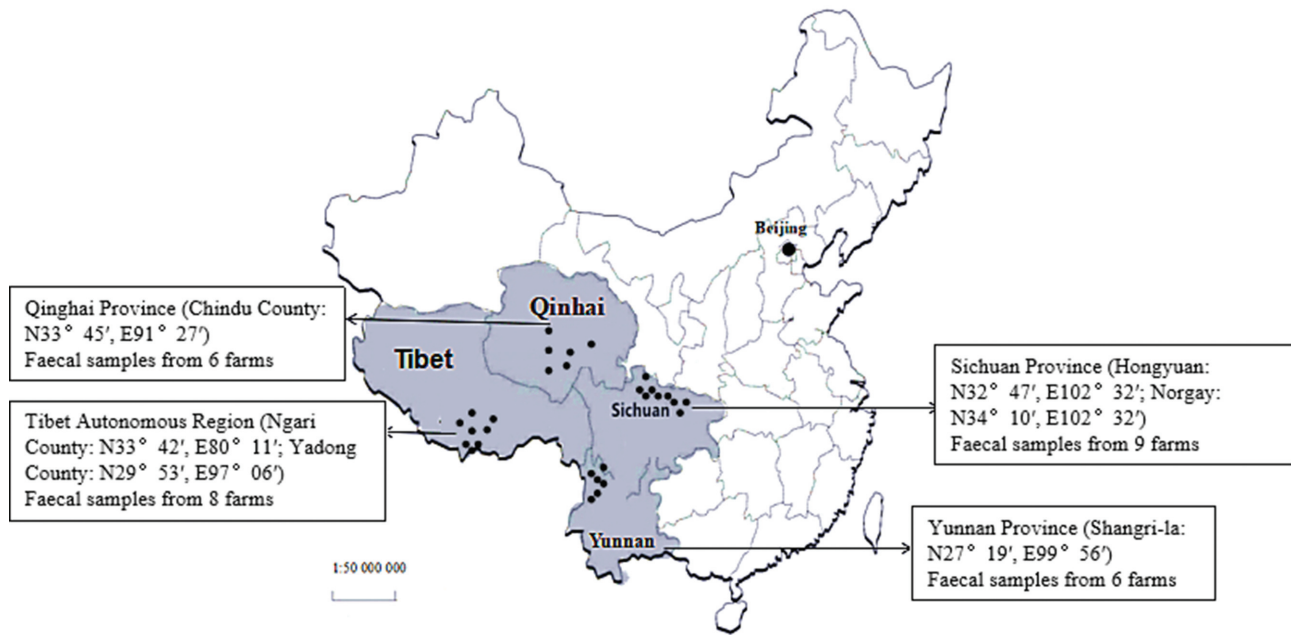 Beijing
Qinghai Province (Chindu County:
N33° 45′, E91° 27′)
Faecal samples from 6 farms
Qinhai
Tibet
Sichuan Province (Hongyuan:
N32° 47′, E102° 32′; Norgay:
N34° 10′, E102° 32′)
Faecal samples from 9 farms
Sichuan
Tibet Autonomous Region (Ngari
County: N33° 42′, E80° 11′; Yadong
County: N29° 53′, E97° 06′)
Faecal samples from 8 farms
Yunnan
Yunnan Province (Shangri-la:
N27° 19′, E99° 56′)
Faecal samples from 6 farms
1:50 000 000